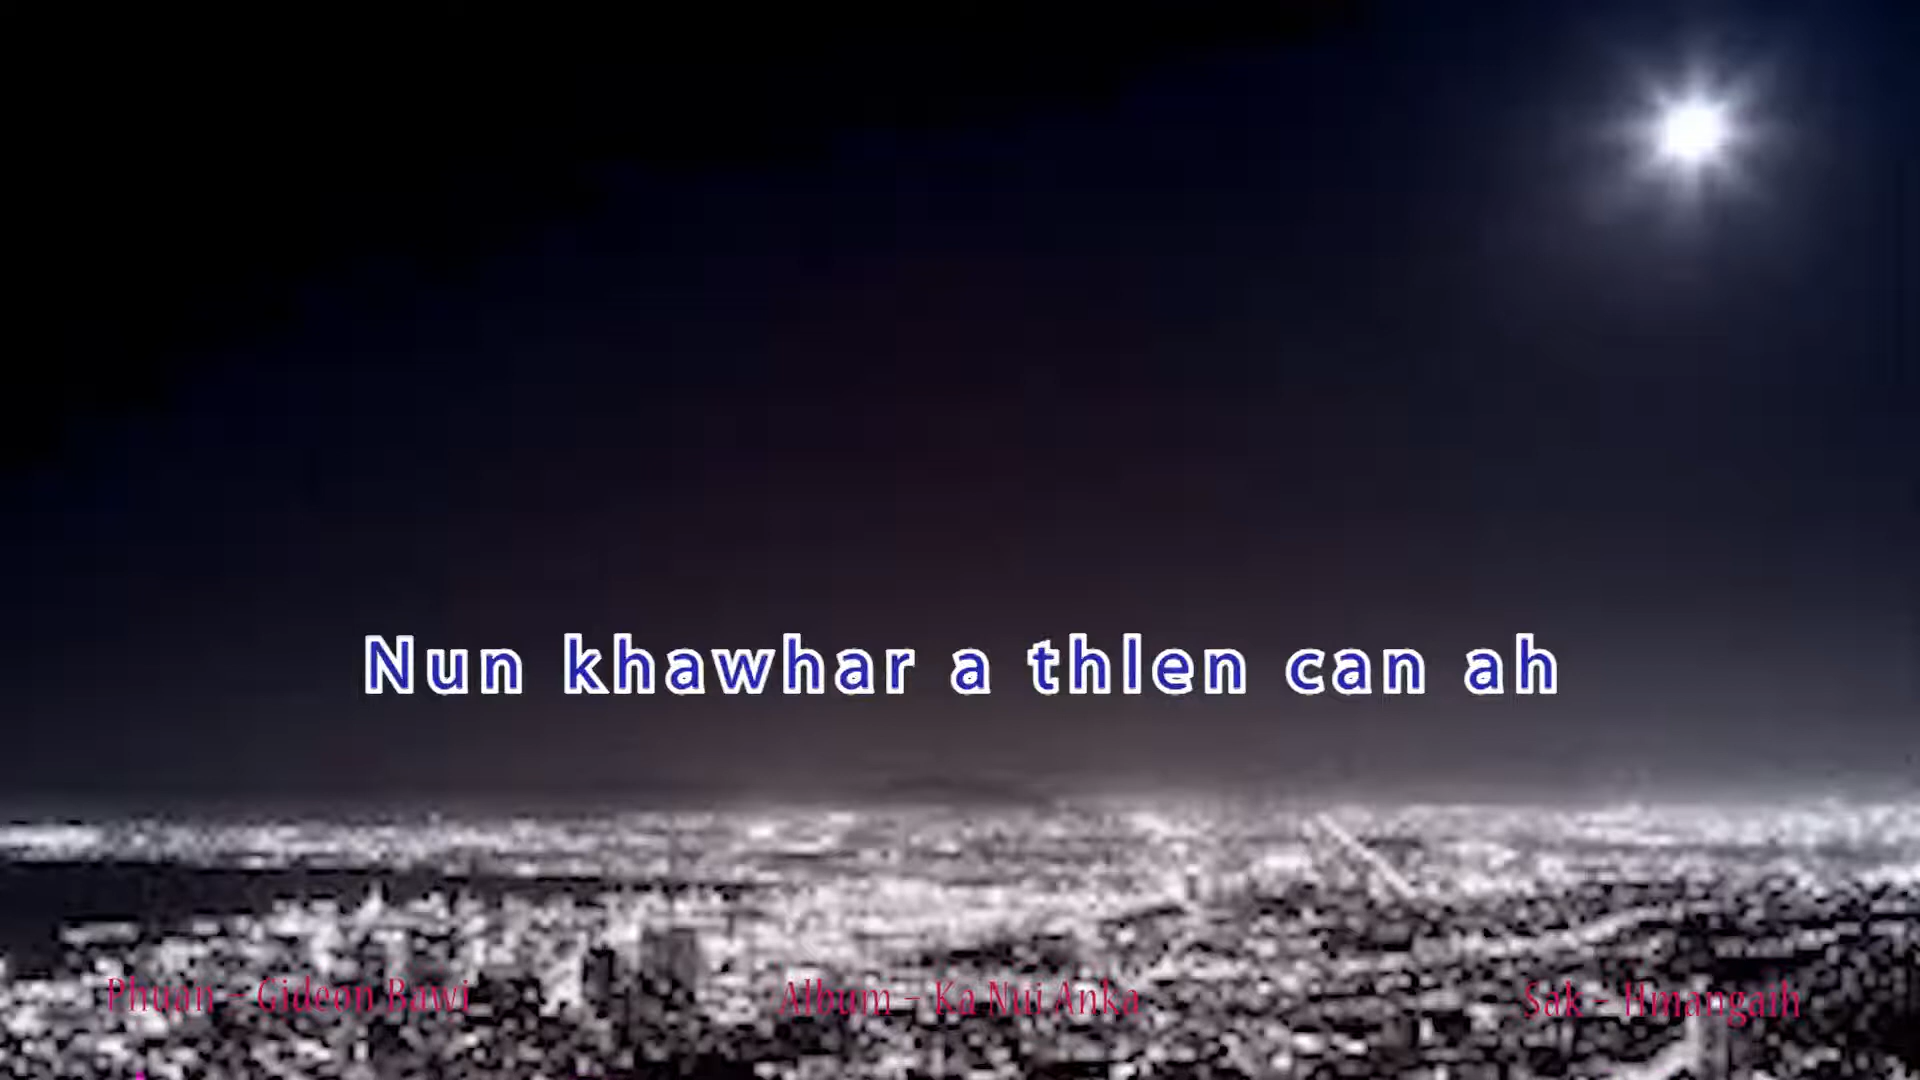 Nun khawhar a thlen can ah
Phuan - Gideon Bawi Album - Ka Nui Anka Sak - Hmangaih